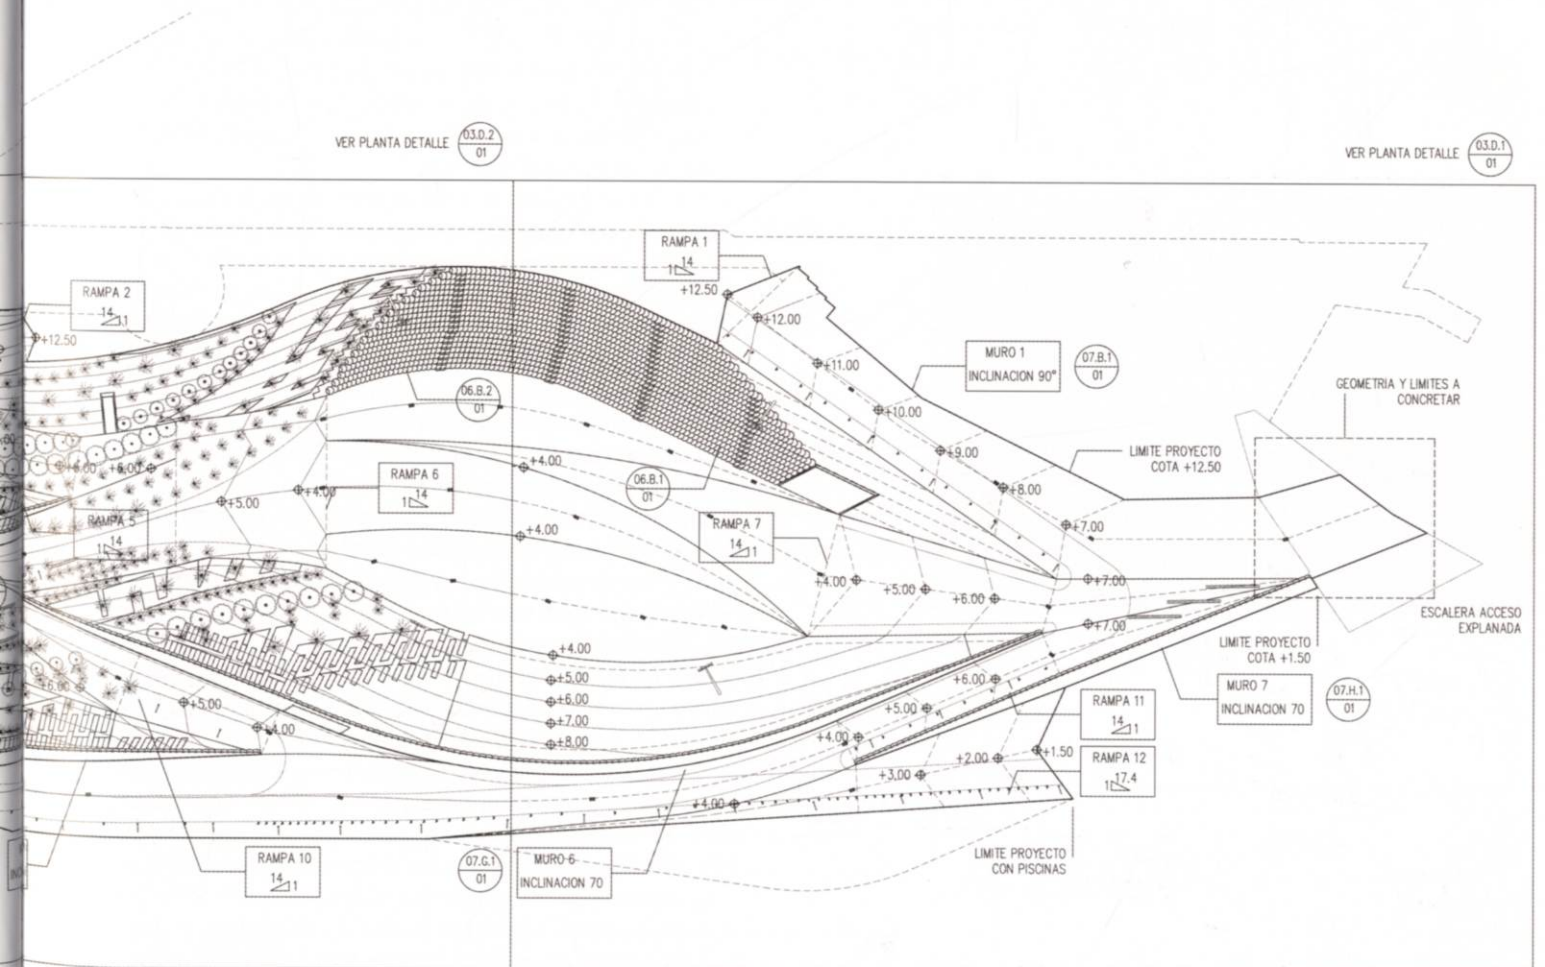 VER PLANTA DETALLE
03.D.2
01
VER PLANTA DETALLE
03.D.1
01
RAMPA 1
14
1
+12.50
+12.00
+11.00
+10.00
+9.00
+8.00
+7.00
RAMPA 2
14
1
+12.50
MURO 1
INCLINACION 90°
07.B.1
01
GEOMETRIA Y LIMITES A
CONCRETAR
LIMITE PROYECTO
COTA +12.50
06.B.2
01
06.B.1
01
+6.00
+6.00
+5.00
+4.00
RAMPA 6
14
1
+4.00
+4.00
RAMPA 5
14
1
RAMPA 7
14
1
+4.00
+5.00
+6.00
+7.00
+7.00
ESCALERA ACCESO
EXPLANADA
LIMITE PROYECTO
COTA +1.50
MURO 7
INCLINACION 70
07.H.1
01
+4.00
+5.00
+6.00
+7.00
+8.00
+6.00
+5.00
+4.00
+6.00
+5.00
+4.00
RAMPA 11
14
1
+1.50
+2.00
+3.00
+4.00
RAMPA 12
17.4
1
RAMPA 10
14
1
07.G.1
01
MURO 6
INCLINACION 70
LIMITE PROYECTO
CON PISCINAS